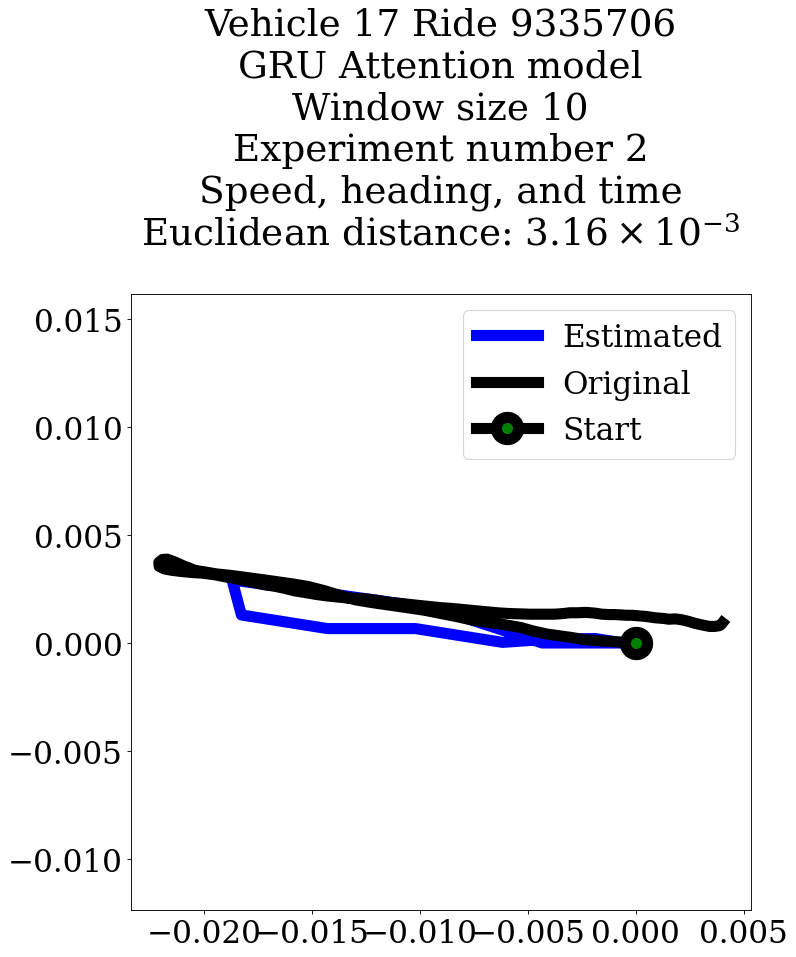 Vehicle 17 Ride 9335706
GRU Attention model
Window size 10
Experiment number 2
Speed, heading, and time
Euclidean distance: 3.16 × 10⁻³
Estimated
Original
Start
0.015
0.010
0.005
0.000
−0.005
−0.010
−0.020 −0.015 −0.010 −0.005 0.000 0.005